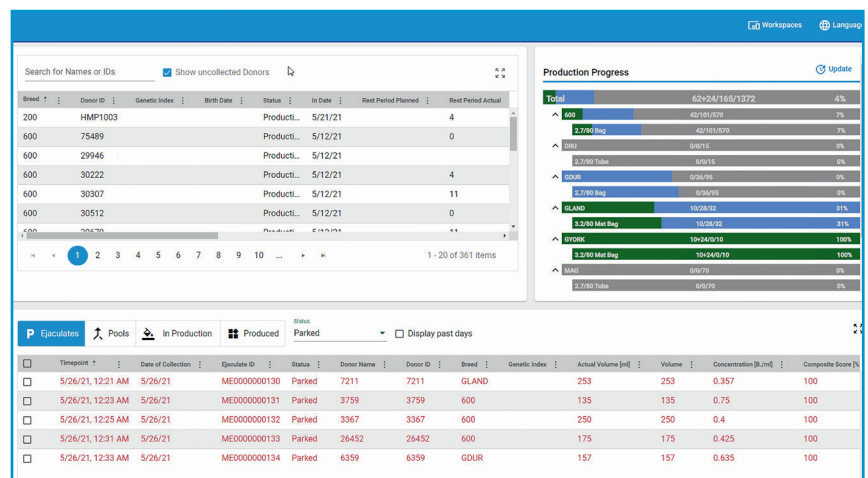 Workspaces Languag
Search for Names or IDs Show uncollected Donors
Breed Donor ID Genetic Index Birth Date Status In Date Rest Period Planned Rest Period Actual
200 HMP1003 Producti... 5/21/21 4
600 75489 Producti... 5/12/21 0
600 29946 Producti... 5/12/21
600 30222 Producti... 5/12/21 4
600 30307 Producti... 5/12/21 11
600 30512 Producti... 5/12/21 0
1 2 3 4 5 6 7 8 9 10 ... 1 - 20 of 361 items
Production Progress Update
Total 62+24/165/1372 4%
600 42/101/570 7%
2.7/80 Bag 42/101/570 7%
DRU 0/0/15 0%
2.7/80 Tube 0/0/15 0%
GDUR 0/36/95 0%
2.7/80 Bag 0/36/95 0%
GLAND 10/28/32 31%
3.2/80 Mat Bag 10/28/32 31%
GYORK 10+24/0/10 100%
3.2/80 Mat Bag 10+24/0/10 100%
MAG 0/0/70 0%
2.7/80 Tube 0/0/70 0%
P Ejaculates Pools In Production Produced Status Parked Display past days
Timepoint Date of Collection Ejaculate ID Status Donor Name Donor ID Breed Genetic Index Actual Volume [ml] Volume Concentration [B./ml] Composite Score [%
5/26/21, 12:21 AM 5/26/21 ME0000000130 Parked 7211 7211 GLAND 253 253 0.357 100
5/26/21, 12:23 AM 5/26/21 ME0000000131 Parked 3759 3759 600 135 135 0.75 100
5/26/21, 12:25 AM 5/26/21 ME0000000132 Parked 3367 3367 600 250 250 0.4 100
5/26/21, 12:31 AM 5/26/21 ME0000000133 Parked 26452 26452 600 175 175 0.425 100
5/26/21, 12:33 AM 5/26/21 ME0000000134 Parked 6359 6359 GDUR 157 157 0.635 100